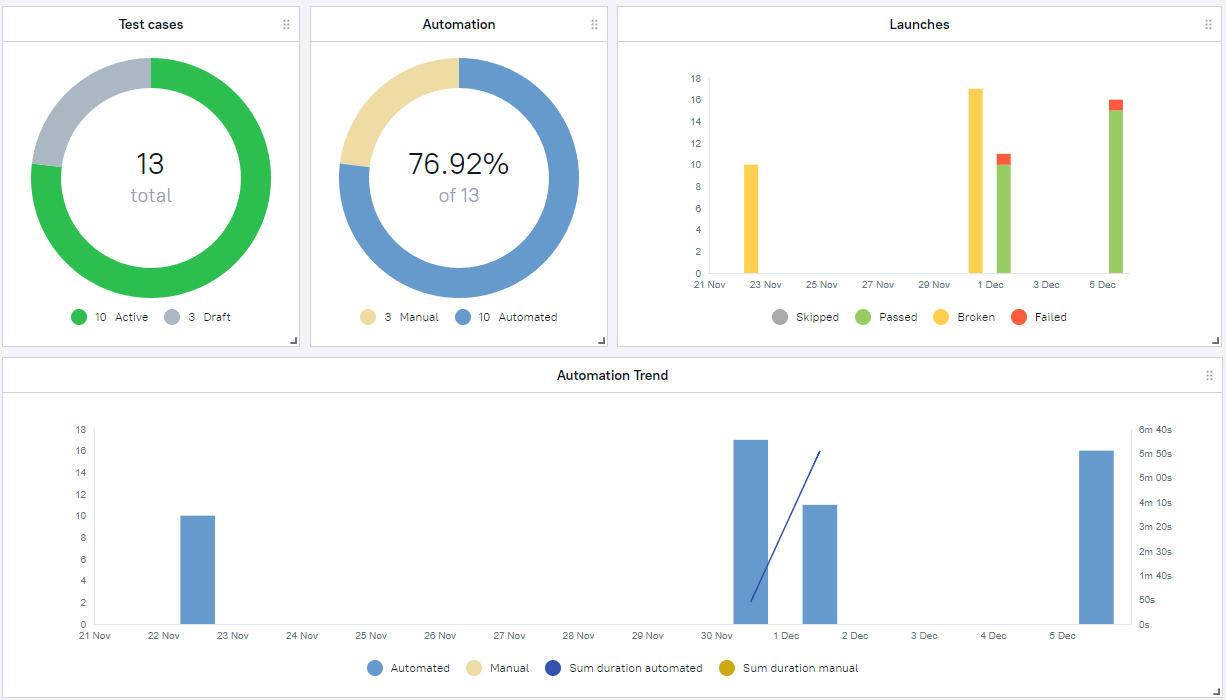 Test cases
13
total
10 Active 3 Draft
Automation
76.92%
of 13
3 Manual 10 Automated
Launches
18
16
14
12
10
8
6
4
2
0
21 Nov 23 Nov 25 Nov 27 Nov 29 Nov 1 Dec 3 Dec 5 Dec
Skipped Passed Broken Failed
Automation Trend
18
16
14
12
10
8
6
4
2
0
6m 40s
5m 50s
5m 00s
4m 10s
3m 20s
2m 30s
1m 40s
50s
0s
21 Nov 22 Nov 23 Nov 24 Nov 25 Nov 26 Nov 27 Nov 28 Nov 29 Nov 30 Nov 1 Dec 2 Dec 3 Dec 4 Dec 5 Dec
Automated Manual Sum duration automated Sum duration manual